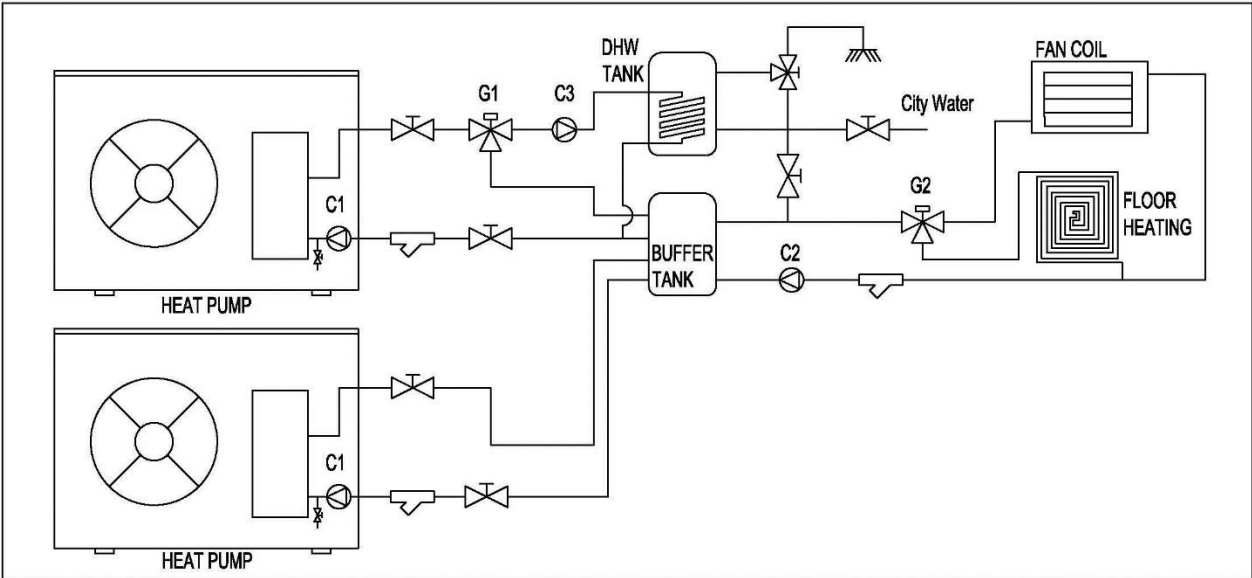 DHW
TANK
FAN COIL
G1
C3
City Water
C1
G2
FLOOR
HEATING
BUFFER
TANK
C2
HEAT PUMP
C1
HEAT PUMP